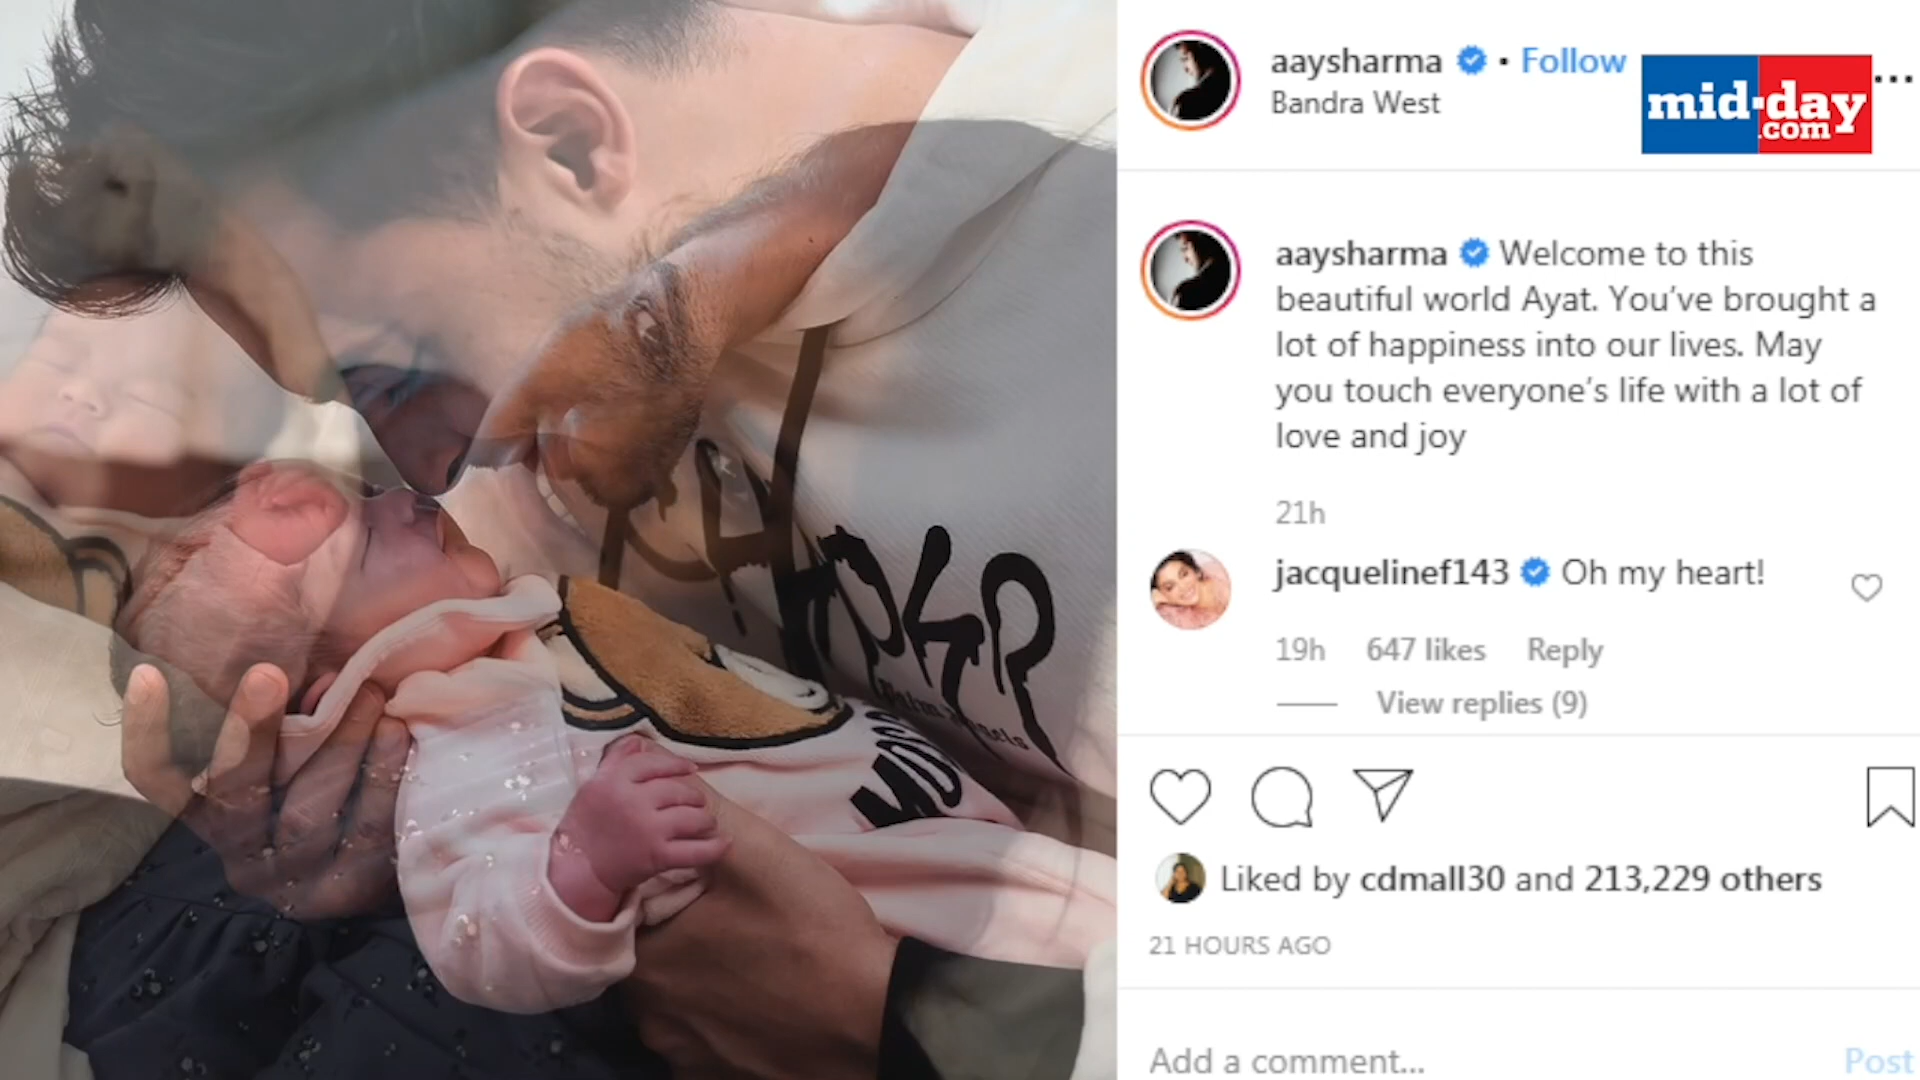 aaysharma • Follow
Bandra West
mid-day
.com
aaysharma Welcome to this
beautiful world Ayat. You've brought a
lot of happiness into our lives. May
you touch everyone's life with a lot of
love and joy
21h
jacquelinef143 Oh my heart!
19h 647 likes Reply
View replies (9)
Liked by cdmall30 and 213,229 others
21 HOURS AGO
Add a comment... Post